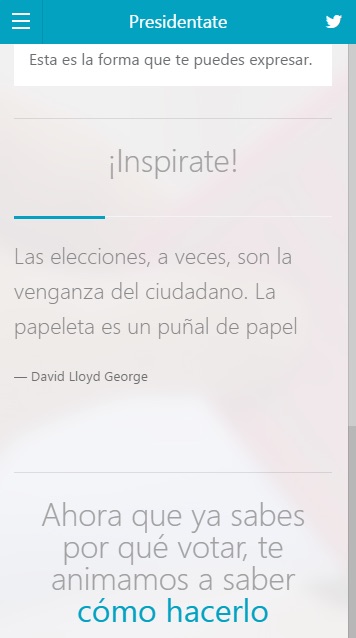 Presidentate
Esta es la forma que te puedes expresar.
¡Inspirate!
Las elecciones, a veces, son la
venganza del ciudadano. La
papeleta es un puñal de papel
— David Lloyd George
Ahora que ya sabes
por qué votar, te
animamos a saber
cómo hacerlo